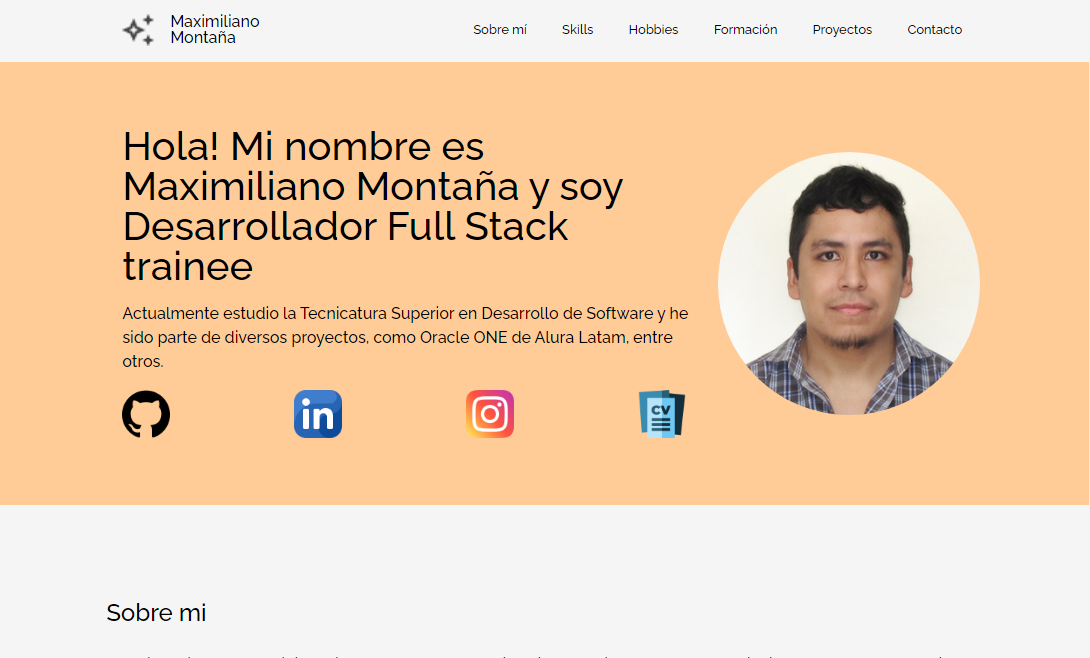 Maximiliano
Montaña
Sobre mí
Skills
Hobbies
Formación
Proyectos
Contacto
Hola! Mi nombre es
Maximiliano Montaña y soy
Desarrollador Full Stack
trainee
Actualmente estudio la Tecnicatura Superior en Desarrollo de Software y he
sido parte de diversos proyectos, como Oracle ONE de Alura Latam, entre
otros.
in
CV
Sobre mi